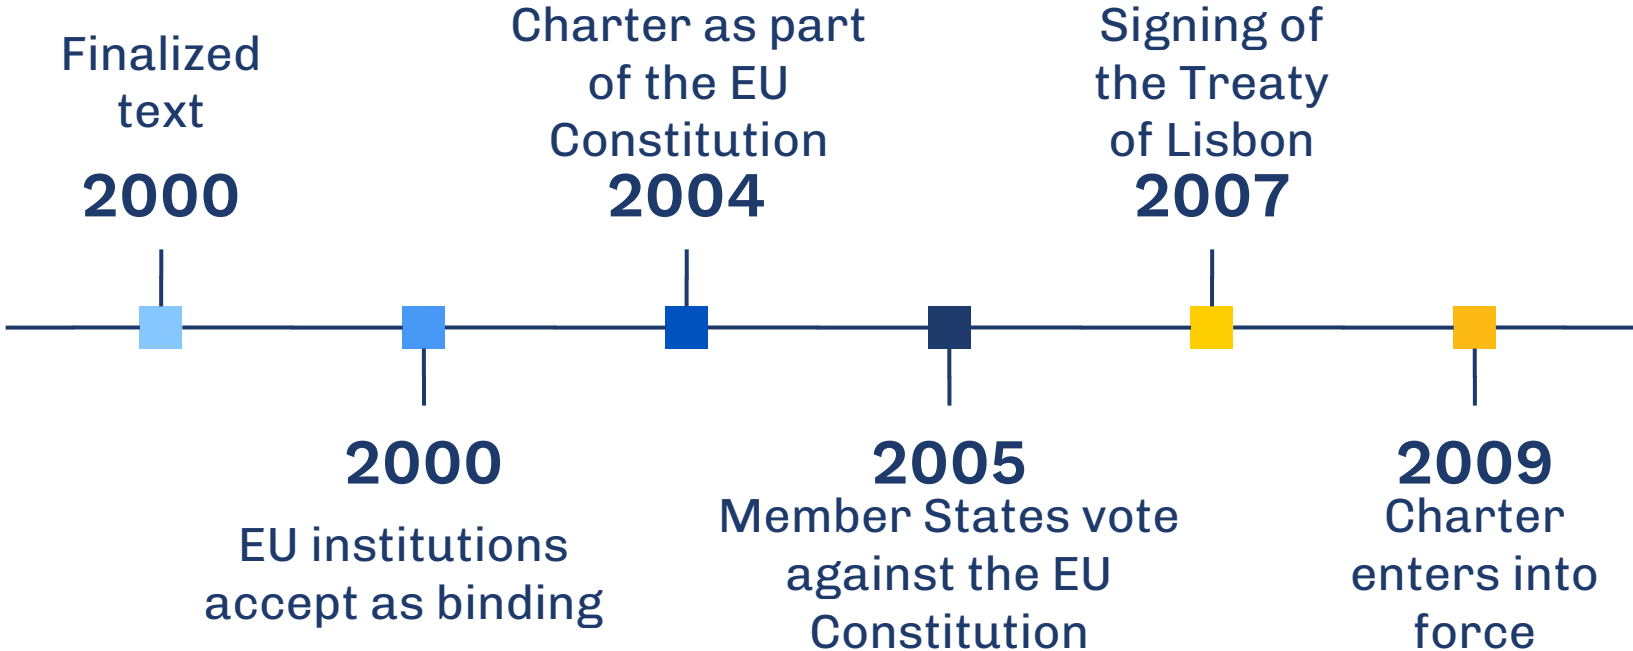 Finalized
text
2000
2000
EU institutions
accept as binding
Charter as part
of the EU
Constitution
2004
2005
Member States vote
against the EU
Constitution
Signing of
the Treaty
of Lisbon
2007
2009
Charter
enters into
force